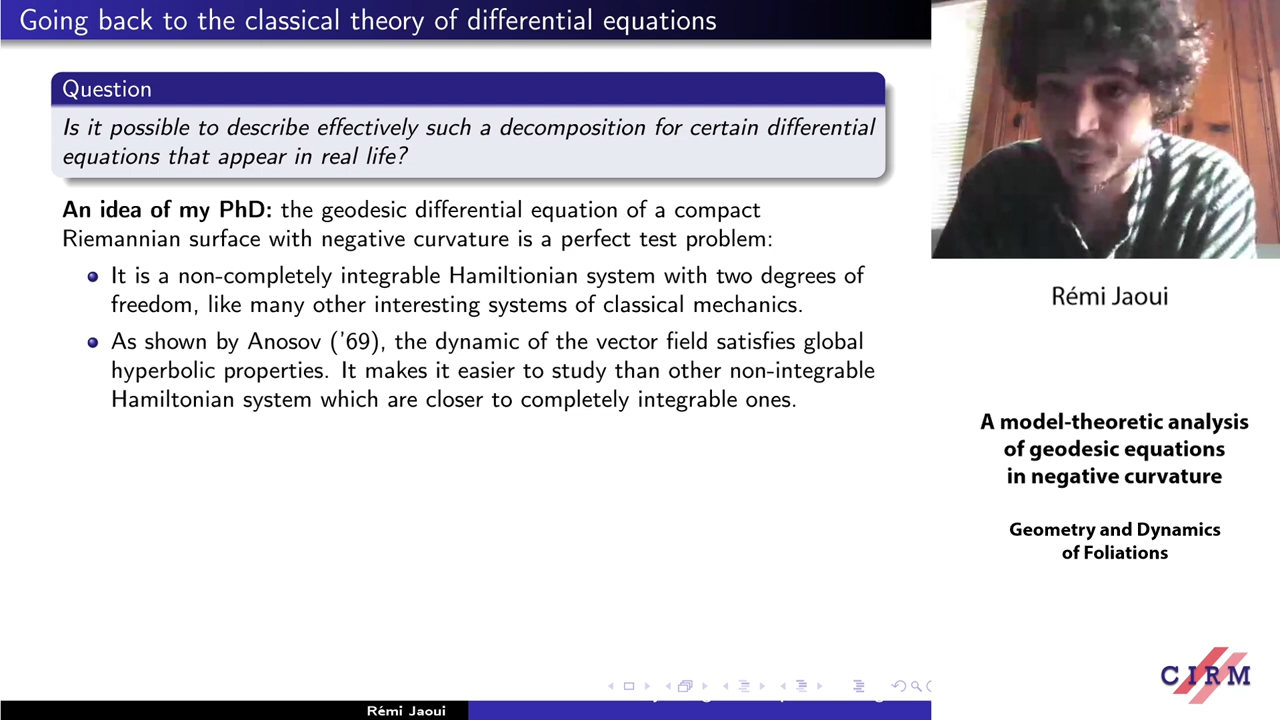 Going back to the classical theory of differential equations
Question
Is it possible to describe effectively such a decomposition for certain differential
equations that appear in real life?
An idea of my PhD: the geodesic differential equation of a compact
Riemannian surface with negative curvature is a perfect test problem:
It is a non-completely integrable Hamiltionian system with two degrees of
freedom, like many other interesting systems of classical mechanics.
As shown by Anosov ('69), the dynamic of the vector field satisfies global
hyperbolic properties. It makes it easier to study than other non-integrable
Hamiltonian system which are closer to completely integrable ones.
Rémi Jaoui
Rémi Jaoui
A model-theoretic analysis
of geodesic equations
in negative curvature
Geometry and Dynamics
of Foliations
CIRM